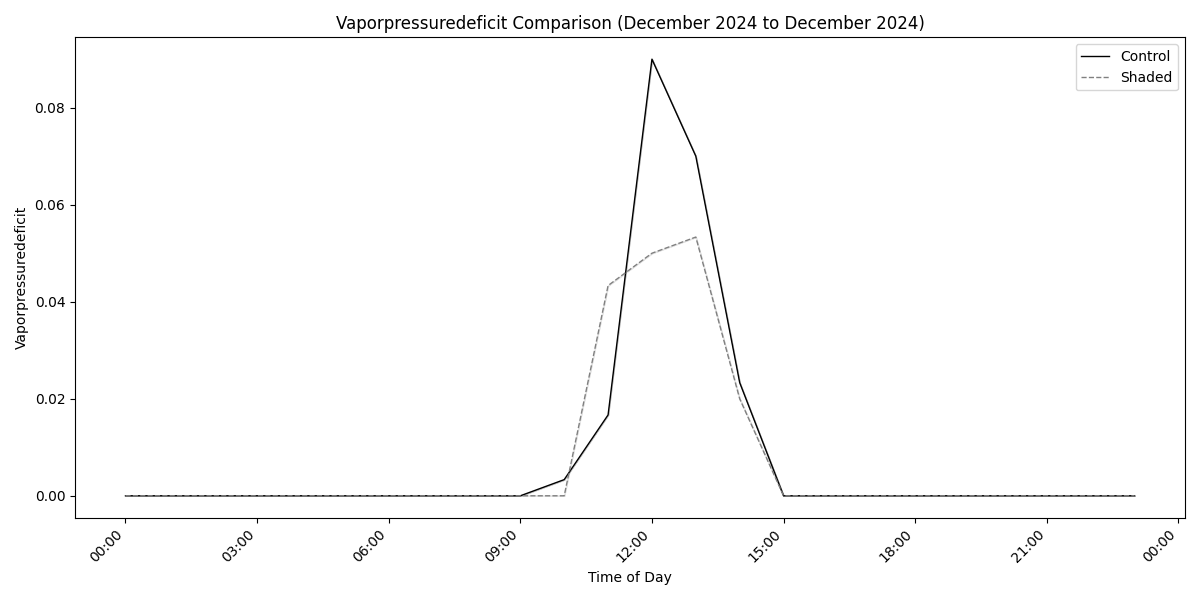 Vaporpressuredeficit Comparison (December 2024 to December 2024)
Control
Shaded
0.08
0.06
0.04
0.02
0.00
Vaporpressuredeficit
00:00
03:00
06:00
09:00
12:00
15:00
18:00
21:00
00:00
Time of Day